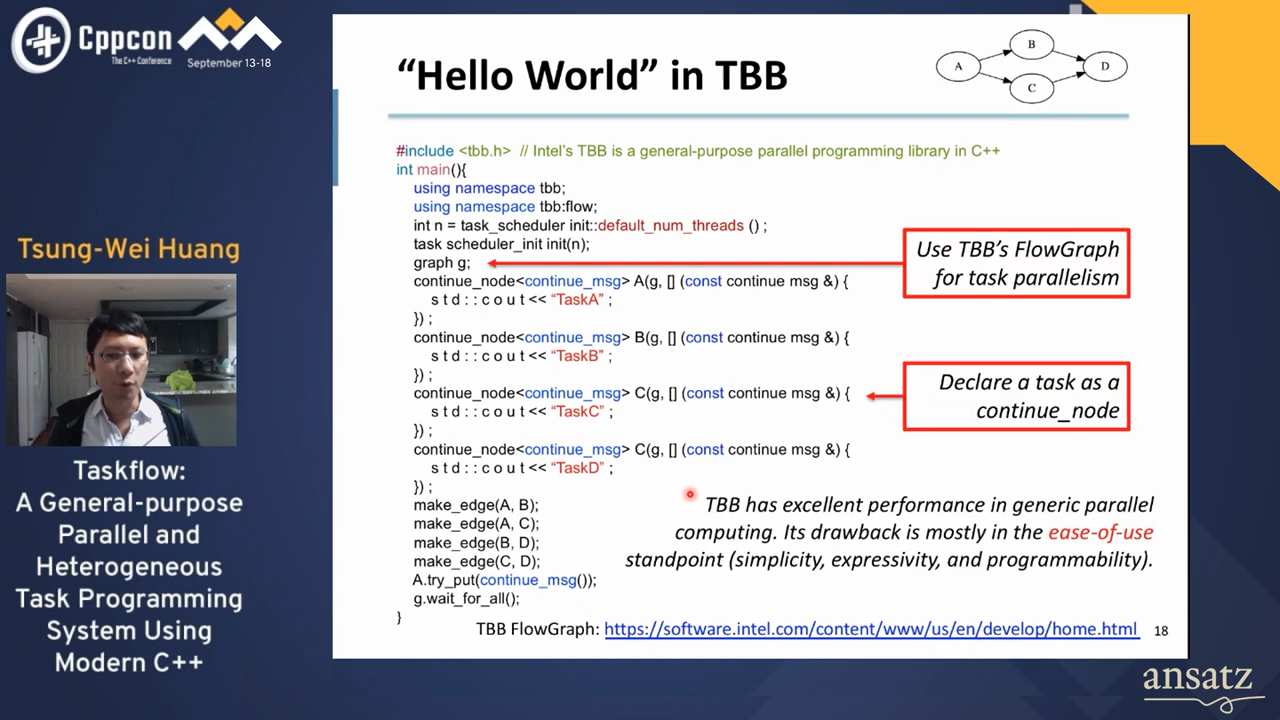 Cppcon
The C++ Conference
September 13-18
Tsung-Wei Huang
Taskflow:
A General-purpose
Parallel and
Heterogeneous
Task Programming
System Using
Modern C++
“Hello World” in TBB
A
B
C
D
#include <tbb.h> // Intel's TBB is a general-purpose parallel programming library in C++
int main(){
using namespace tbb;
using namespace tbb:flow;
int n = task_scheduler init::default_num_threads () ;
task scheduler_init init(n);
graph g;
continue_node<continue_msg> A(g, [] (const continue msg &) {
s t d : : c o u t << “TaskA” ;
}) ;
continue_node<continue_msg> B(g, [] (const continue msg &) {
s t d : : c o u t << “TaskB” ;
}) ;
continue_node<continue_msg> C(g, [] (const continue msg &) {
s t d : : c o u t << “TaskC” ;
}) ;
continue_node<continue_msg> C(g, [] (const continue msg &) {
s t d : : c o u t << “TaskD” ;
}) ;
make_edge(A, B);
make_edge(A, C);
make_edge(B, D);
make_edge(C, D);
A.try_put(continue_msg());
g.wait_for_all();
}
Use TBB's FlowGraph
for task parallelism
Declare a task as a
continue_node
TBB has excellent performance in generic parallel
computing. Its drawback is mostly in the ease-of-use
standpoint (simplicity, expressivity, and programmability).
TBB FlowGraph: https://software.intel.com/content/www/us/en/develop/home.html
18
ansatz